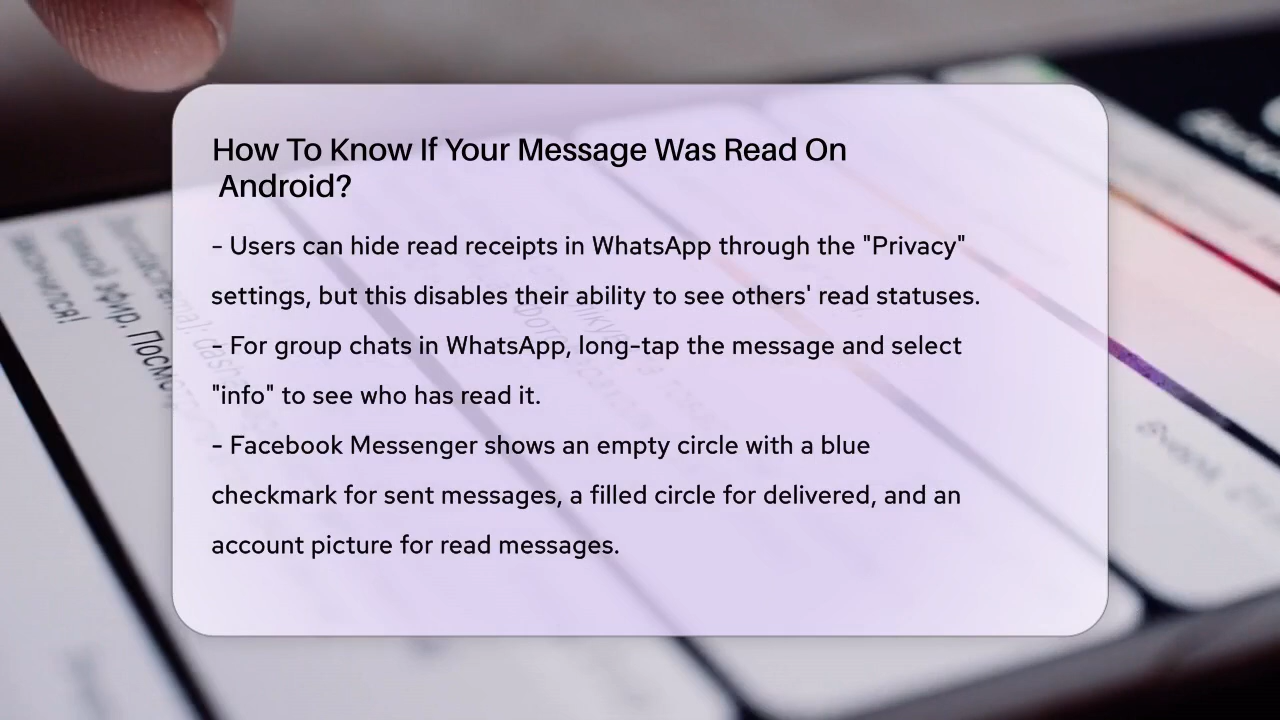 How To Know If Your Message Was Read On
Android?
- Users can hide read receipts in WhatsApp through the "Privacy"
settings, but this disables their ability to see others' read statuses.
- For group chats in WhatsApp, long-tap the message and select
"info" to see who has read it.
- Facebook Messenger shows an empty circle with a blue
checkmark for sent messages, a filled circle for delivered, and an
account picture for read messages.